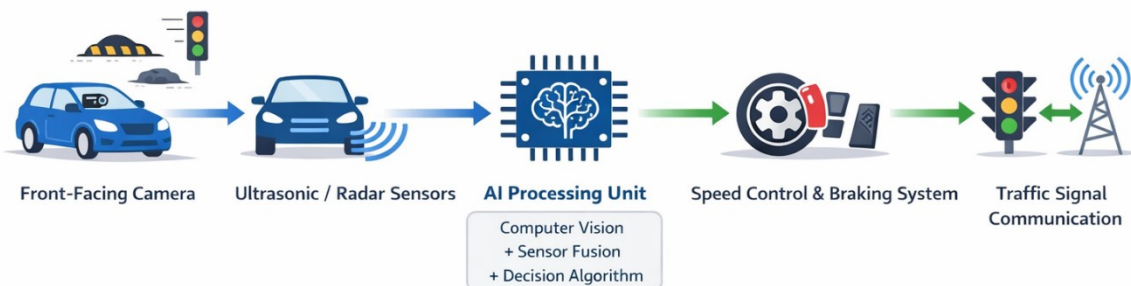 Front-Facing Camera
Ultrasonic / Radar Sensors
AI Processing Unit
Computer Vision
+ Sensor Fusion
+ Decision Algorithm
Speed Control & Braking System
Traffic Signal
Communication